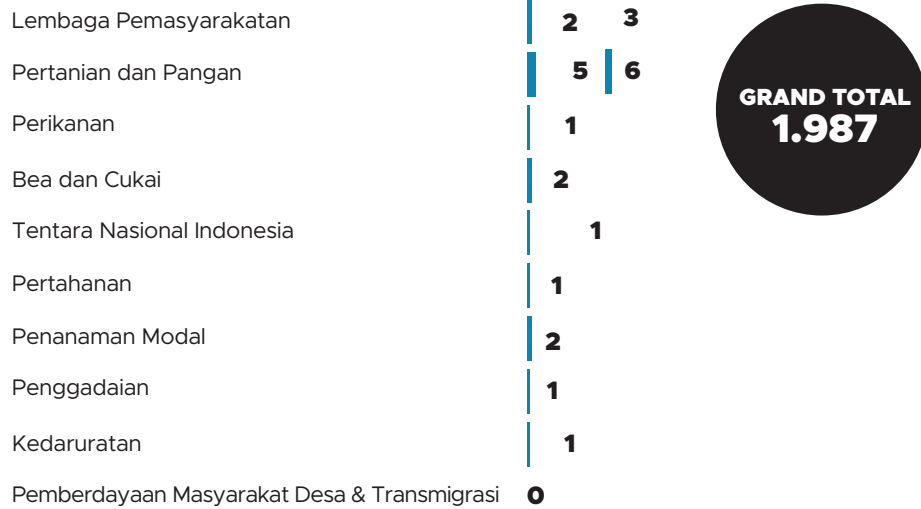 Lembaga Pemasyarakatan 2 3
Pertanian dan Pangan 5 6
GRAND TOTAL
1.987
Perikanan 1
Bea dan Cukai 2
Tentara Nasional Indonesia 1
Pertahanan 1
Penanaman Modal 2
Penggadaian 1
Kedaruratan 1
Pemberdayaan Masyarakat Desa & Transmigrasi 0